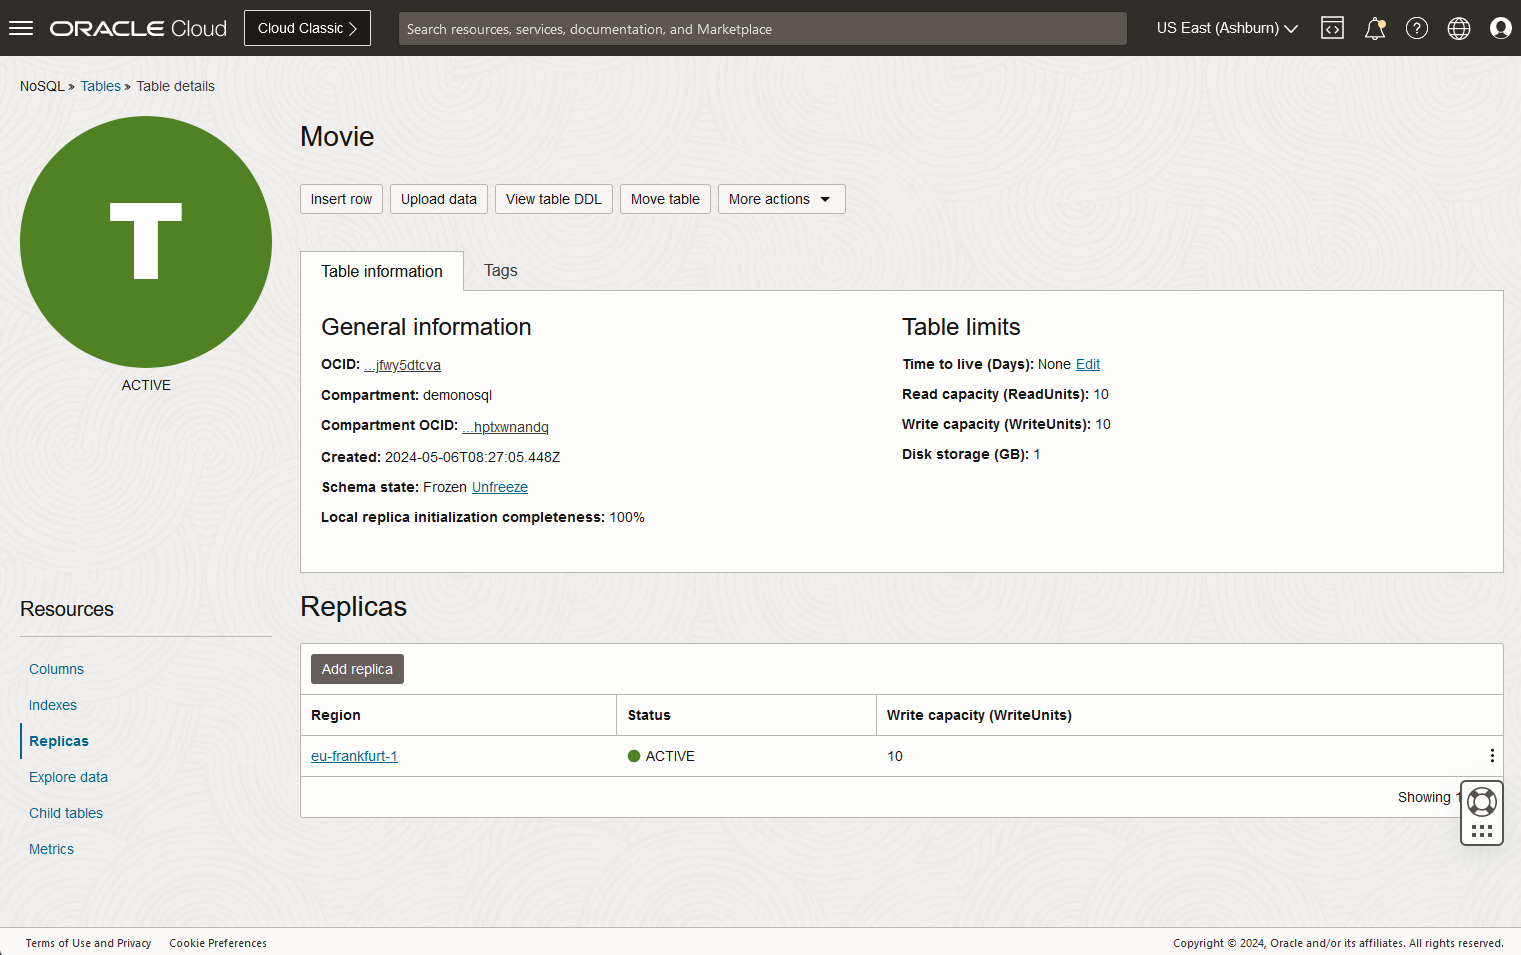 ORACLE Cloud
Cloud Classic
Search resources, services, documentation, and Marketplace
US East (Ashburn)
NoSQL » Tables » Table details
T
ACTIVE
Movie
Insert row
Upload data
View table DDL
Move table
More actions
Table information
Tags
General information
OCID: ...jfwy5dtcva
Compartment: demonosql
Compartment OCID: ...hptxwnandq
Created: 2024-05-06T08:27:05.448Z
Schema state: Frozen Unfreeze
Local replica initialization completeness: 100%
Table limits
Time to live (Days): None Edit
Read capacity (ReadUnits): 10
Write capacity (WriteUnits): 10
Disk storage (GB): 1
Resources
Columns
Indexes
Replicas
Explore data
Child tables
Metrics
Replicas
Add replica
Region Status Write capacity (WriteUnits)
eu-frankfurt-1 ACTIVE 10
Showing 1
Terms of Use and Privacy Cookie Preferences
Copyright © 2024, Oracle and/or its affiliates. All rights reserved.